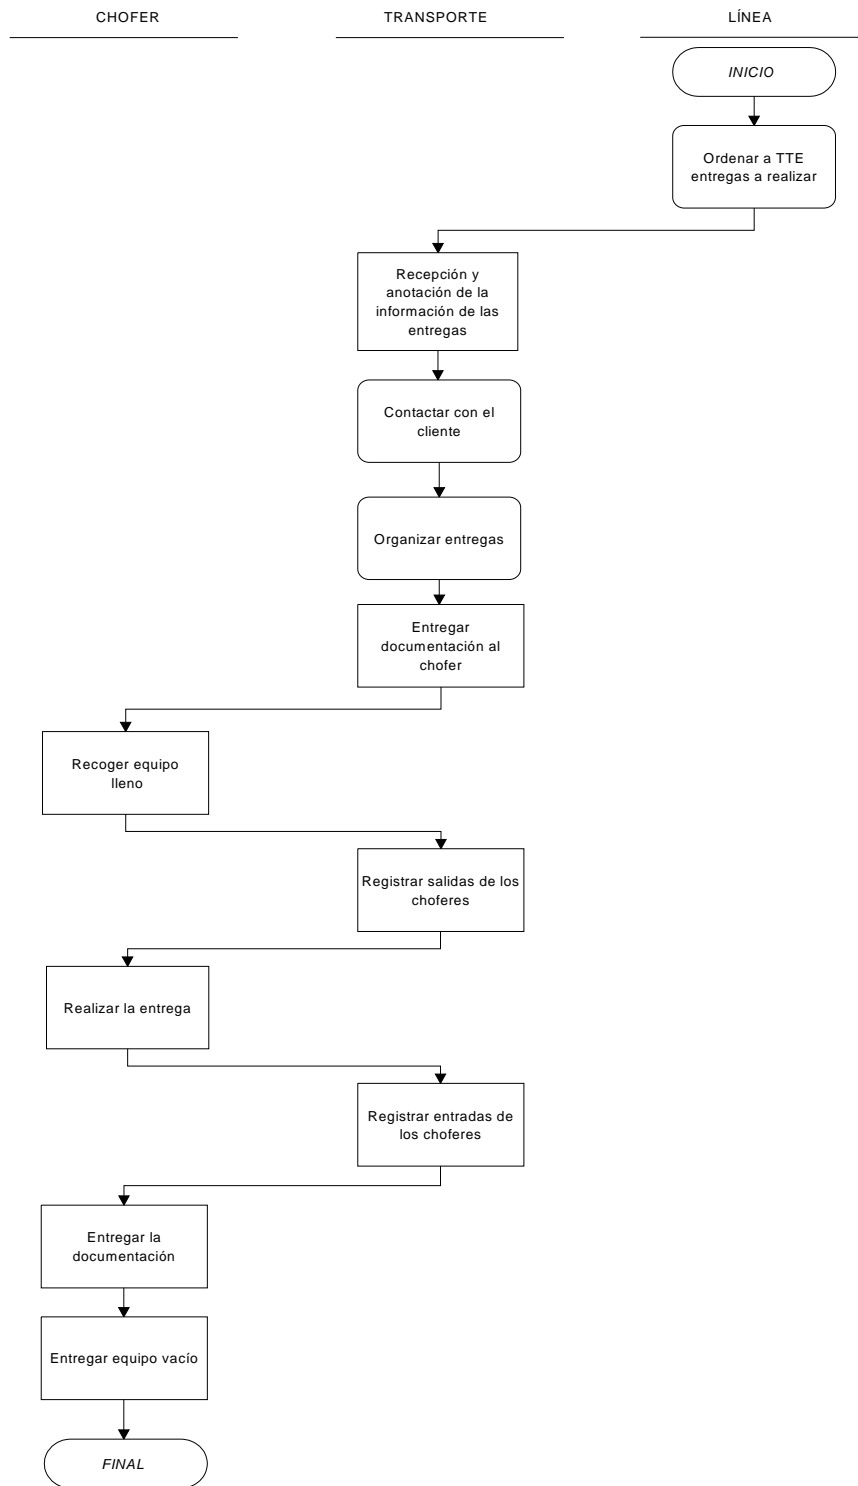 CHOFER
TRANSPORTE
LÍNEA
INICIO
Ordenar a TTE
entregas a realizar
Recepción y
anotación de la
información de las
entregas
Contactar con el
cliente
Organizar entregas
Entregar
documentación al
chofer
Recoger equipo
lleno
Registrar salidas de los
choferes
Realizar la entrega
Registrar entradas de
los choferes
Entregar la
documentación
Entregar equipo vacío
FINAL